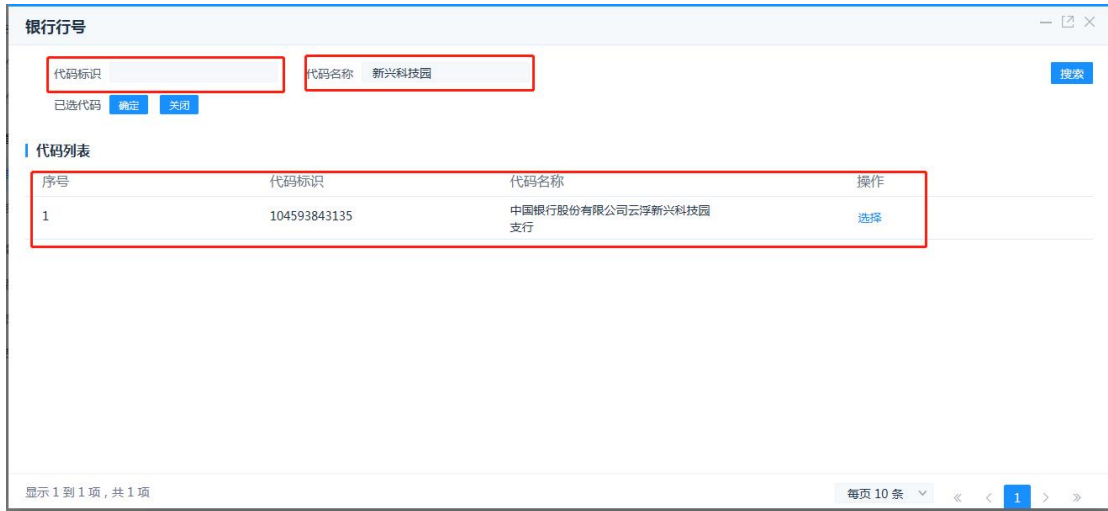 银行行号
代码标识 代码名称 新兴科技园 搜索
已选代码 确定 关闭
代码列表
序号 代码标识 代码名称 操作
1 104593843135 中国银行股份有限公司云浮新兴科技园 选择
支行
显示 1 到 1 项 , 共 1 项 每页 10 条 « < 1 > »